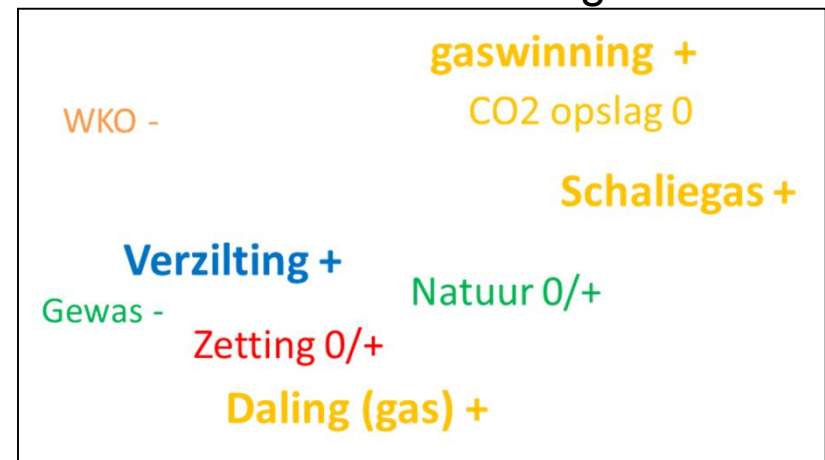 gaswinning +
CO2 opslag 0
WKO -
Schaliegas +
Verzilting +
Natuur 0/+
Gewas -
Zetting 0/+
Daling (gas) +